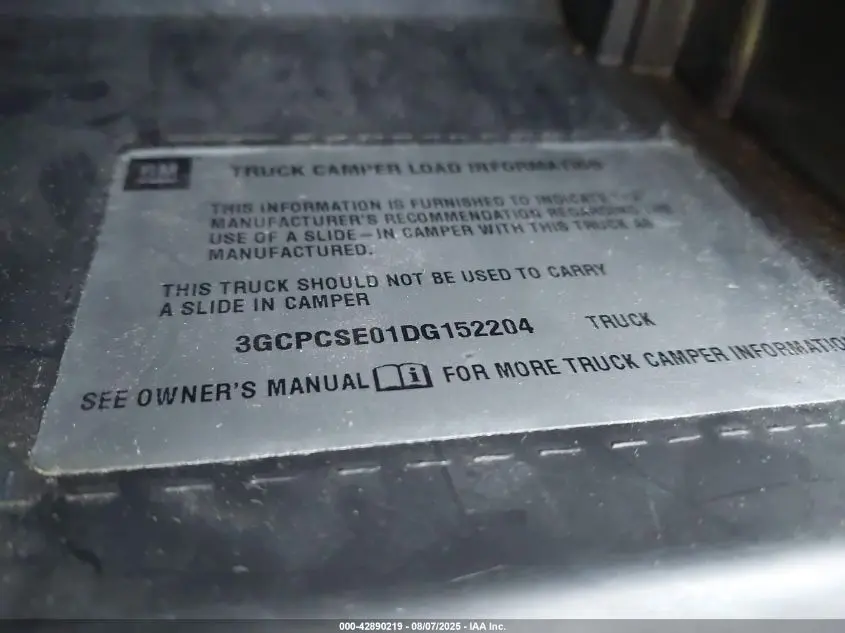 GM
TRUCK CAMPER LOAD INFORMATION
THIS INFORMATION IS FURNISHED TO INDICATE
MANUFACTURER'S RECOMMENDATION REGARDING THE
USE OF A SLIDE-IN CAMPER WITH THIS TRUCK AS
MANUFACTURED.
THIS TRUCK SHOULD NOT BE USED TO CARRY
A SLIDE IN CAMPER
3GCPCSE01DG152204 TRUCK
SEE OWNER'S MANUAL i FOR MORE TRUCK CAMPER INFORMATION
000-42890219 - 08/07/2025 - IAA Inc.